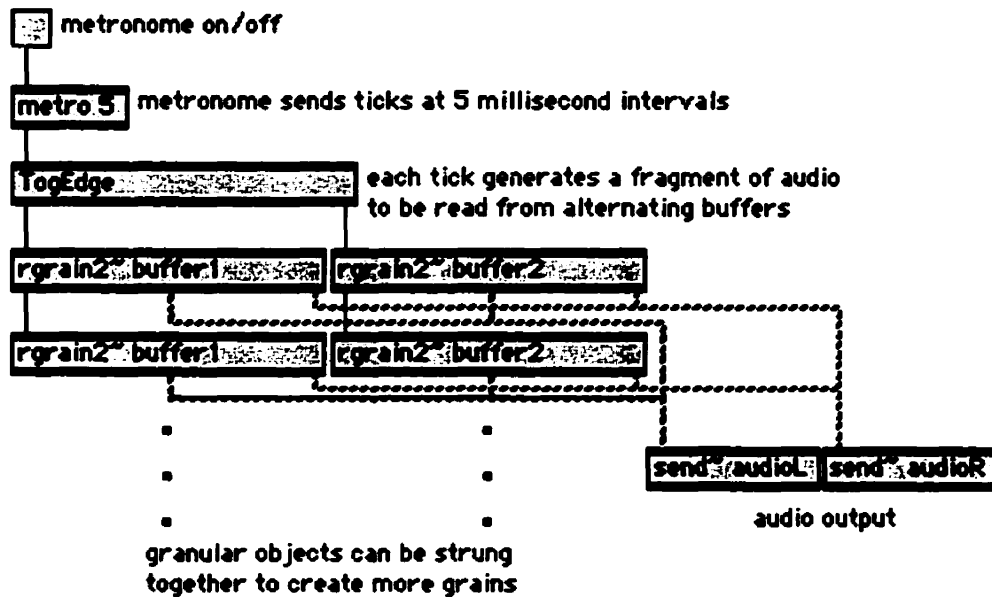 metronome on/off
metro 5
metronome sends ticks at 5 millisecond intervals
TogEdge
each tick generates a fragment of audio
to be read from alternating buffers
rgrain2~ buffer1
rgrain2~ buffer2
rgrain2~ buffer1
rgrain2~ buffer2
send~ audioL
send~ audioR
audio output
granular objects can be strung
together to create more grains